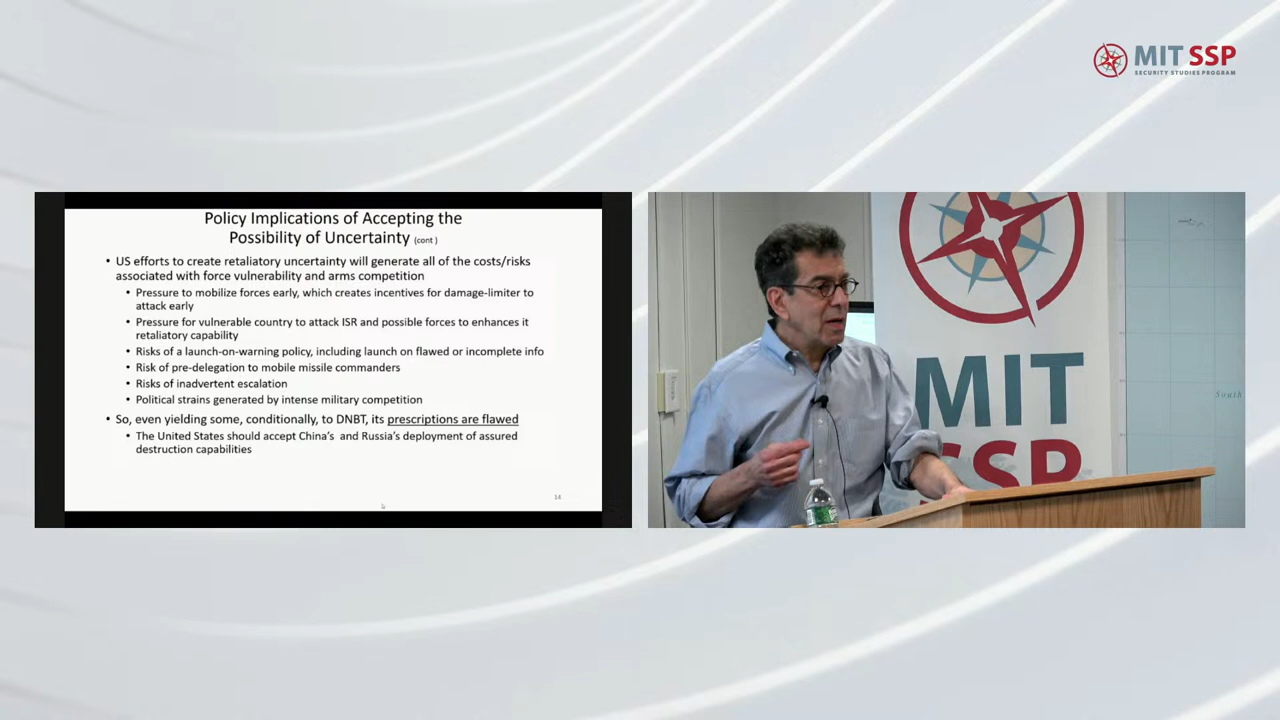 MIT SSP
SECURITY STUDIES PROGRAM
Policy Implications of Accepting the
Possibility of Uncertainty (cont )
• US efforts to create retaliatory uncertainty will generate all of the costs/risks
associated with force vulnerability and arms competition
• Pressure to mobilize forces early, which creates incentives for damage-limiter to
attack early
• Pressure for vulnerable country to attack ISR and possible forces to enhances it
retaliatory capability
• Risks of a launch-on-warning policy, including launch on flawed or incomplete info
• Risk of pre-delegation to mobile missile commanders
• Risks of inadvertent escalation
• Political strains generated by intense military competition
• So, even yielding some, conditionally, to DNBT, its prescriptions are flawed
• The United States should accept China's and Russia's deployment of assured
destruction capabilities
14
MIT
SSP
South